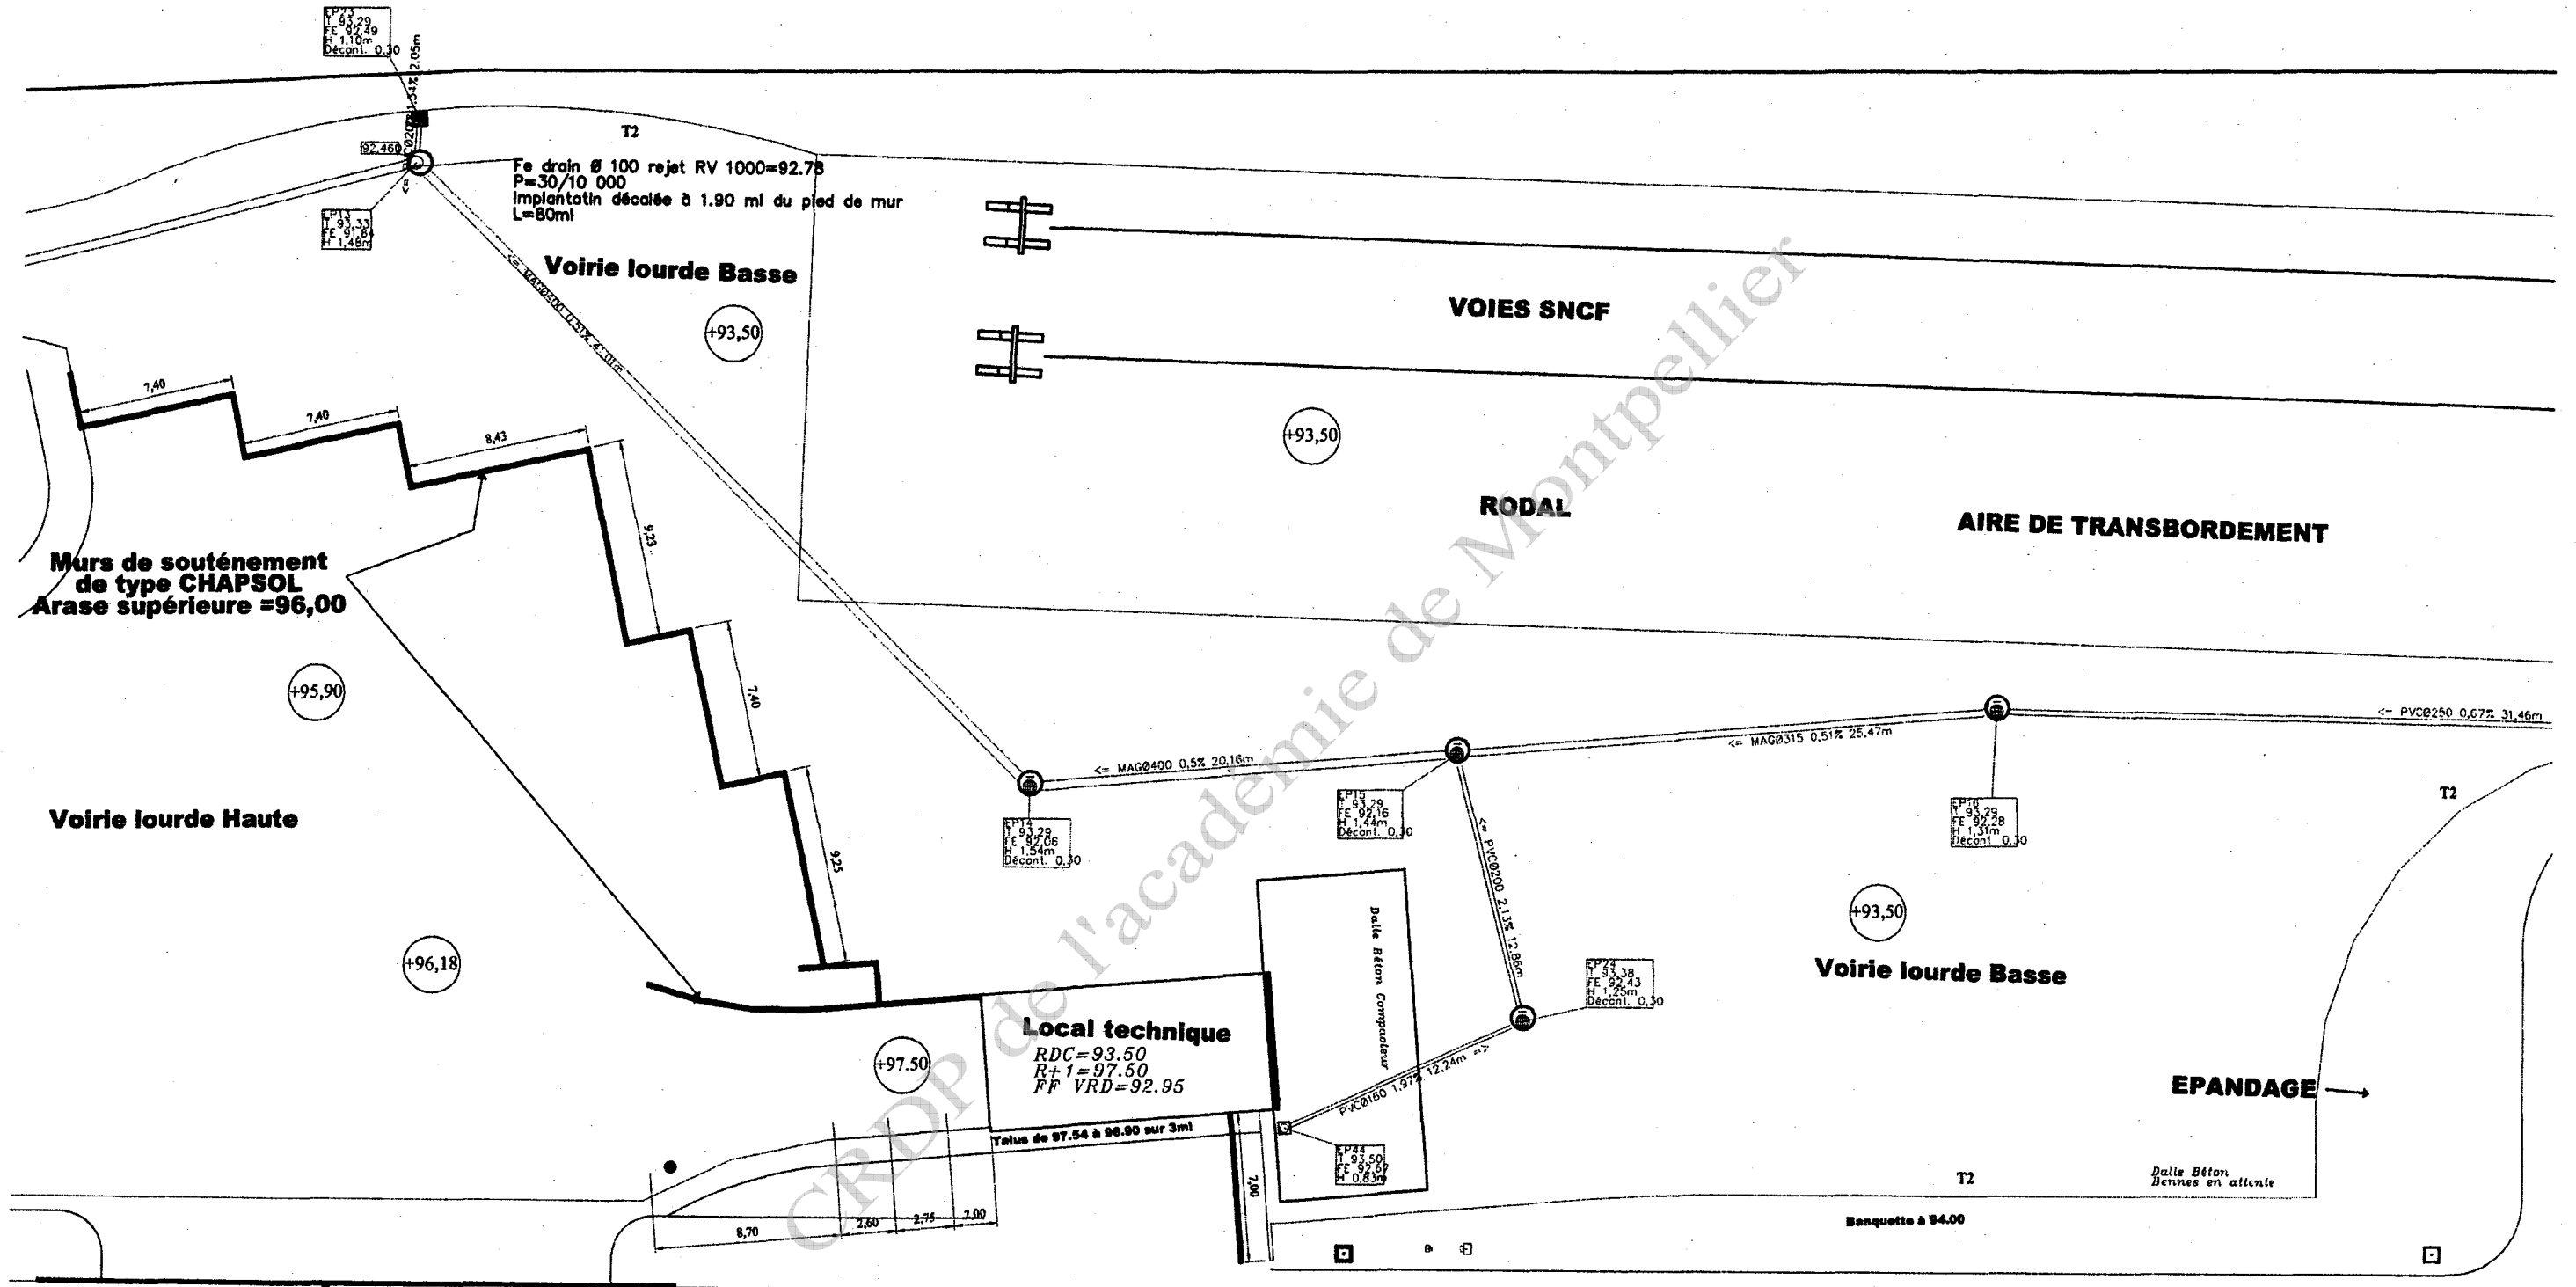 EP23
T 93,29
FE 92,49
H 1,10m
Décant. 0,30
92,460
EP13
T 93,33
FE 91,84
H 1,48m
T2
Fe drain Ø 100 rejet RV 1000=92.78
P=30/10 000
Implantatin décalée à 1.90 ml du pied de mur
L=80ml
Voirie lourde Basse
+93,50
<= MAGØ400 0,51%
VOIES SNCF
+93,50
RODAL
AIRE DE TRANSBORDEMENT
7,40
7,40
8,43
9,23
7,40
9,25
Murs de souténement
de type CHAPSOL
Arase supérieure =96,00
+95,90
Voirie lourde Haute
+96,18
<= MAGØ400 0,5% 20,16m
<= MAGØ315 0,51% 25,47m
<= PVCØ250 0,67% 31,46m
EP14
T 93,29
FE 92,06
H 1,54m
Décant. 0,30
EP15
T 93,29
FE 92,16
H 1,44m
Décant. 0,30
EP16
T 93,29
FE 92,28
H 1,31m
Décant. 0,30
T2
<= PVCØ200 2,13% 12,86m
Dalle Béton Compacteur
+93,50
Voirie lourde Basse
EP24
T 93,38
FE 92,43
H 1,25m
Décant. 0,30
Local technique
RDC=93.50
R+1=97.50
FF VRD=92.95
+97.50
PVCØ160 1,97% 12,24m =>
EPANDAGE
Talus de 97.54 à 96.90 sur 3ml
EP44
T 93,50
FE 92,67
H 0,83m
7,00
8,70
2,60
2,75
2,00
T2
Dalle Béton
Bennes en attente
Banquette à 94.00
CRDP de l'académie de Montpellier